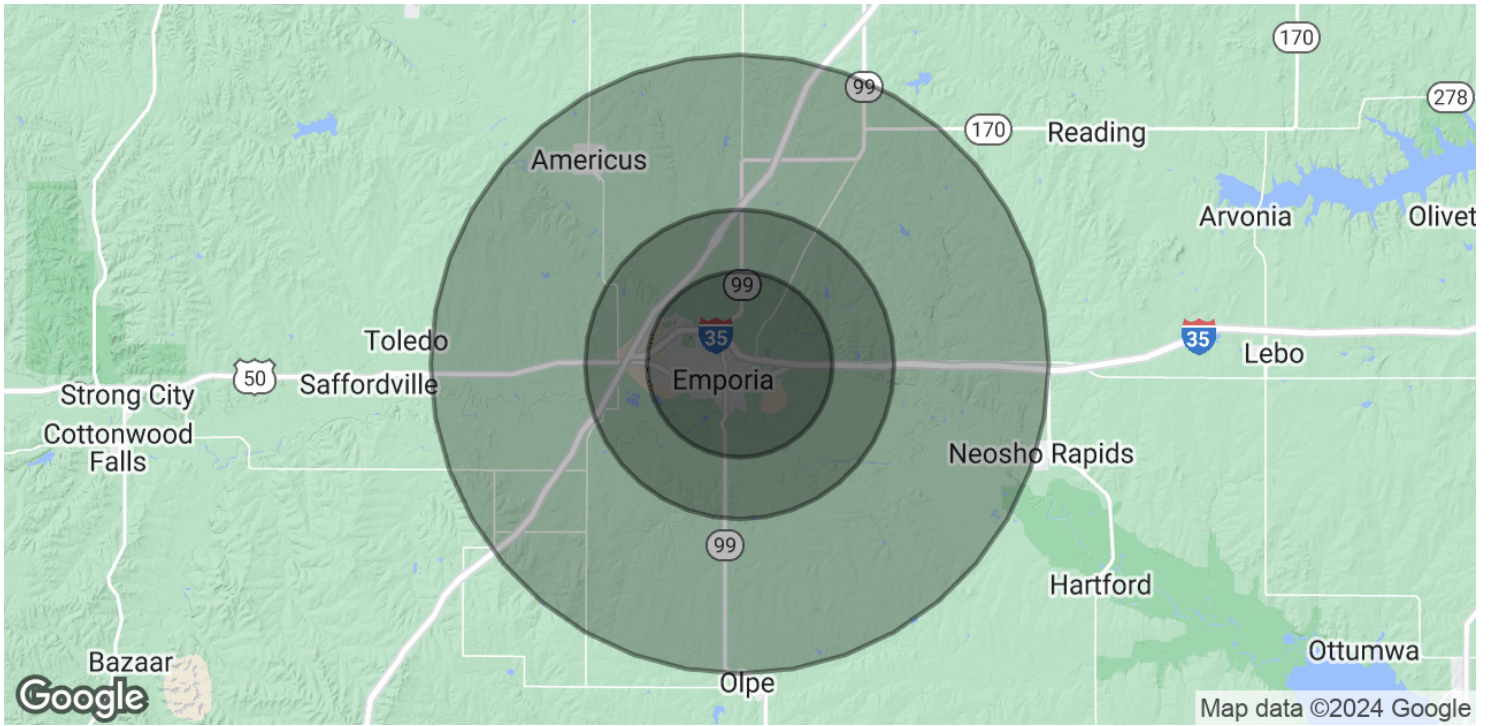 170
99
278
170
Reading
Americus
Arvonia
Olivet
99
35
35
Toledo
Lebo
50
Saffordville
Emporia
Strong City
Cottonwood
Falls
Neosho Rapids
99
Hartford
Ottumwa
Bazaar
Olpe
Google
Map data ©2024 Google